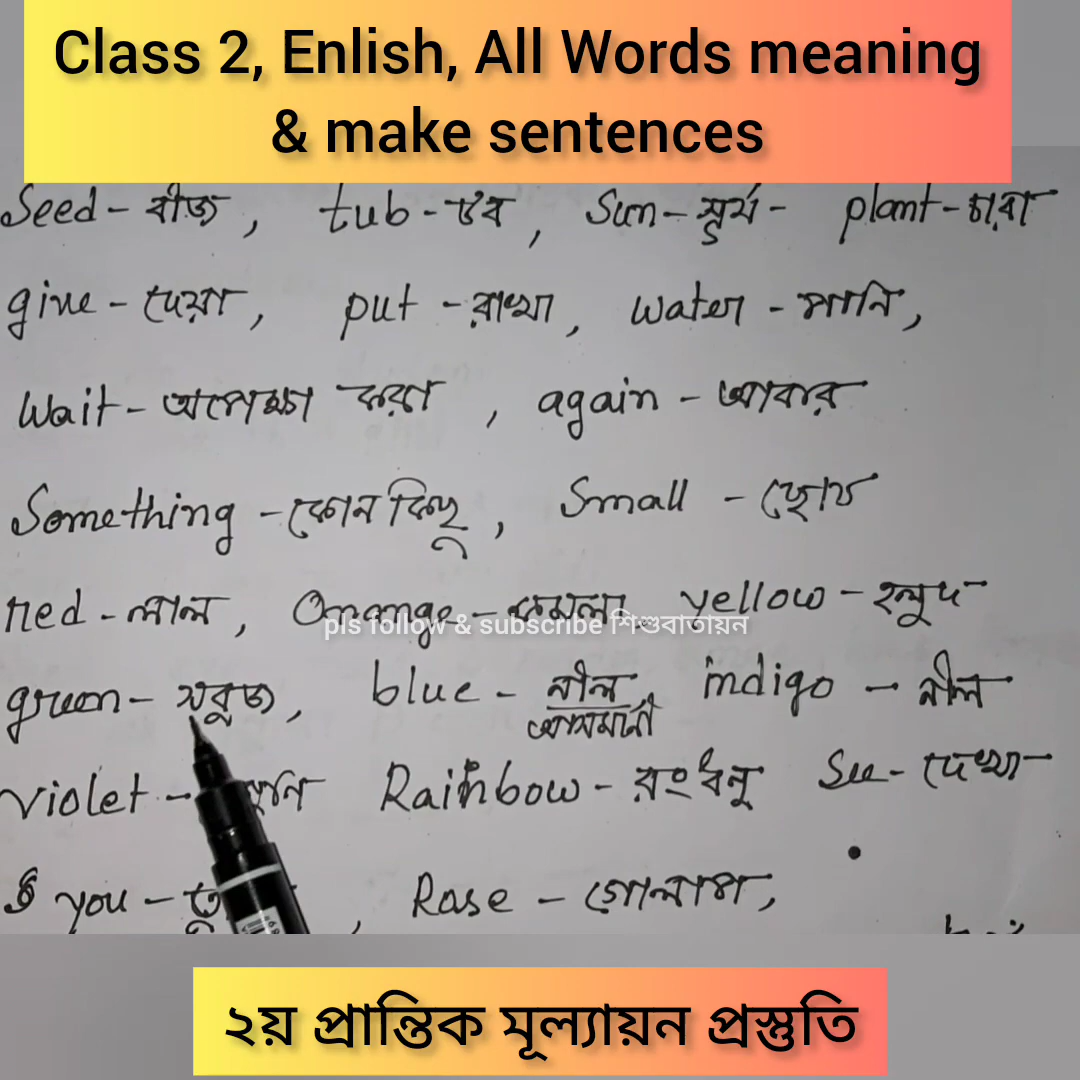 Class 2, Enlish, All Words meaning
& make sentences
Seed - বীজ, tub - টব, Sun - সূর্য - plant - চারা
give - দেয়া, put - রাখা, water - পানি,
Wait - অপেক্ষা করা, again - আবার
Something - কোন কিছু, Small - ছোট
red - লাল, Orange - কমলা, yellow - হলুদ
pls follow & subscribe শিশুবাতায়ন
green - সবুজ, blue - নীল, indigo - নীল
আসমানী
violet - Rainbow - রংধনু See - দেখা
you - Rose - গোলাপ,
২য় প্রান্তিক মূল্যায়ন প্রস্তুতি